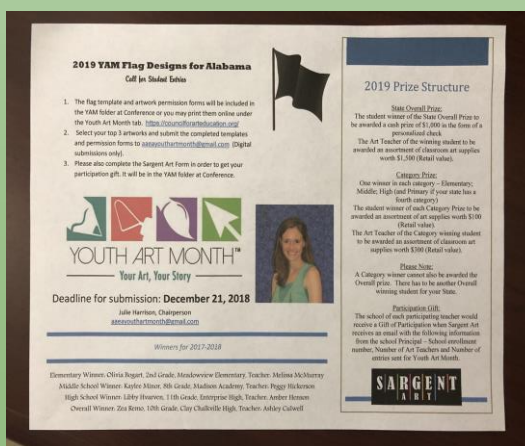 2019 YAM Flag Designs for Alabama
Call for Student Entries
1. The flag template and artwork permission forms will be included
in the YAM folder at Conference or you may print them online under
the Youth Art Month tab. https://councilforarteducation.org/
2. Select your top 3 artworks and submit the completed templates
and permission forms to aaeayouthartmonth@gmail.com (Digital
submissions only).
3. Please also complete the Sargent Art Form in order to get your
participation gift. It will be in the YAM folder at Conference.
YOUTH ART MONTH™
Your Art, Your Story
Deadline for submission: December 21, 2018
Julie Harrison, Chairperson
aaeayouthartmonth@gmail.com
Winners for 2017-2018
Elementary Winner: Olivia Bogart, 2nd Grade, Meadowview Elementary, Teacher: Melina McMurray
Middle School Winner: Kaylee Minor, 8th Grade, Madison Academy, Teacher: Peggy Hickerson
High School Winner: Libby Hvarven, 11th Grade, Enterprise High, Teacher: Amber Henson
Overall Winner: Zea Remo, 10th Grade, Clay Chalkville High, Teacher: Ashley Culwell
2019 Prize Structure
State Overall Prize:
The student winner of the State Overall Prize to
be awarded a cash prize of $1,000 in the form of a
personalised check
The Art Teacher of the winning student to be
awarded an assortment of classroom art supplies
worth $1,500 (Retail value).
Category Prize:
One winner in each category – Elementary;
Middle; High (and Primary if your state has a
fourth category)
The student winner of each Category Prize to be
awarded an assortment of art supplies worth $100
(Retail value).
The Art Teacher of the Category winning student
to be awarded an assortment of classroom art
supplies worth $300 (Retail value).
Please Note:
A Category winner cannot also be awarded the
Overall prize. There has to be another Overall
winning student for your State.
Participation Gift:
The school of each participating teacher would
receive a Gift of Participation when Sargent Art
receives an email with the following information
from the school Principal – School enrollment
number, Number of Art Teachers and Number of
entries sent for Youth Art Month.
SARGENT
ART